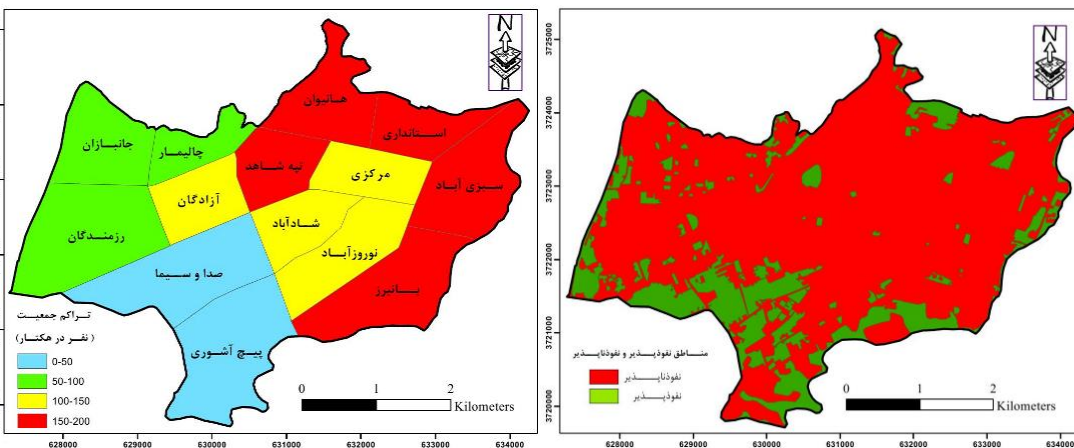 N
هانیوان
استانداری
جانبازان
چالیمار
تپه شاهد
مرکزی
سبزی آباد
آزادگان
شادآباد
رزمندگان
نوروزآباد
صدا و سیما
بانبرز
پیچ آشوری
تراکم جمعیت
(نفر در هکتار)
0-50
50-100
100-150
150-200
0 1 2
Kilometers
628000 629000 630000 631000 632000 633000 634000
N
3725000
3724000
3723000
3722000
3721000
3720000
مناطق نفوذپذیر و نفوذناپذیر
نفوذناپذیر
نفوذپذیر
0 1 2
Kilometers
628000 629000 630000 631000 632000 633000 634000